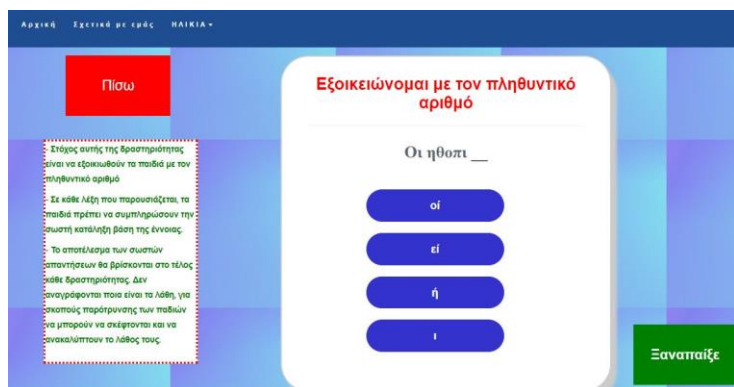 Αρχική Σχετικά με εμάς ΗΛΙΚΙΑ
Πίσω
- Στόχος αυτής της δραστηριότητας
είναι να εξοικιωθούν τα παιδιά με τον
πληθυντικό αριθμό
- Σε κάθε λέξη που παρουσιάζεται, τα
παιδιά πρέπει να συμπληρώσουν την
σωστή κατάληξη βάση της έννοιας.
- Το αποτέλεσμα των σωστών
απαντήσεων θα βρίσκονται στο τέλος
κάθε δραστηριότητας. Δεν
αναγράφονται ποια είναι τα λάθη, για
σκοπούς παρότρυνσης των παδιών
να μπορούν να σκέφτονται και να
ανακαλύπτουν το λάθος τους.
Εξοικειώνομαι με τον πληθυντικό
αριθμό
Οι ηθοπι __
οί
εί
ή
ι
Ξαναπαίξε